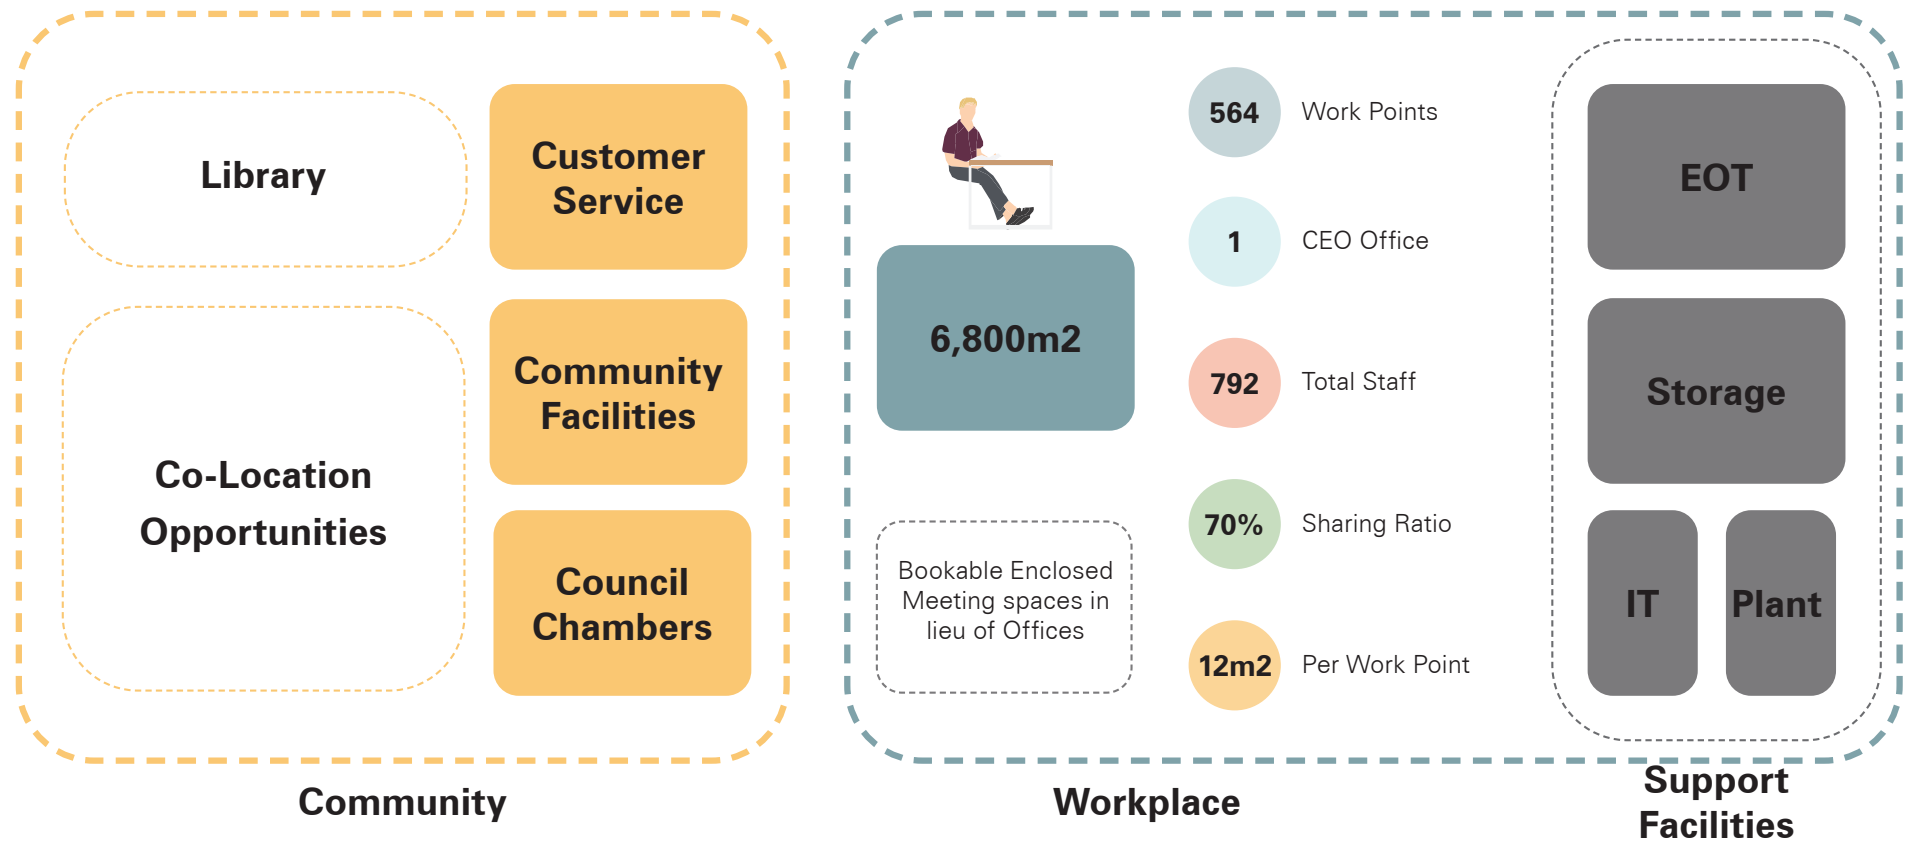 Library
Customer
Service
Co-Location
Opportunities
Community
Facilities
Council
Chambers
Community
6,800m2
Bookable Enclosed
Meeting spaces in
lieu of Offices
564 Work Points
1 CEO Office
792 Total Staff
70% Sharing Ratio
12m2 Per Work Point
Workplace
EOT
Storage
IT
Plant
Support
Facilities